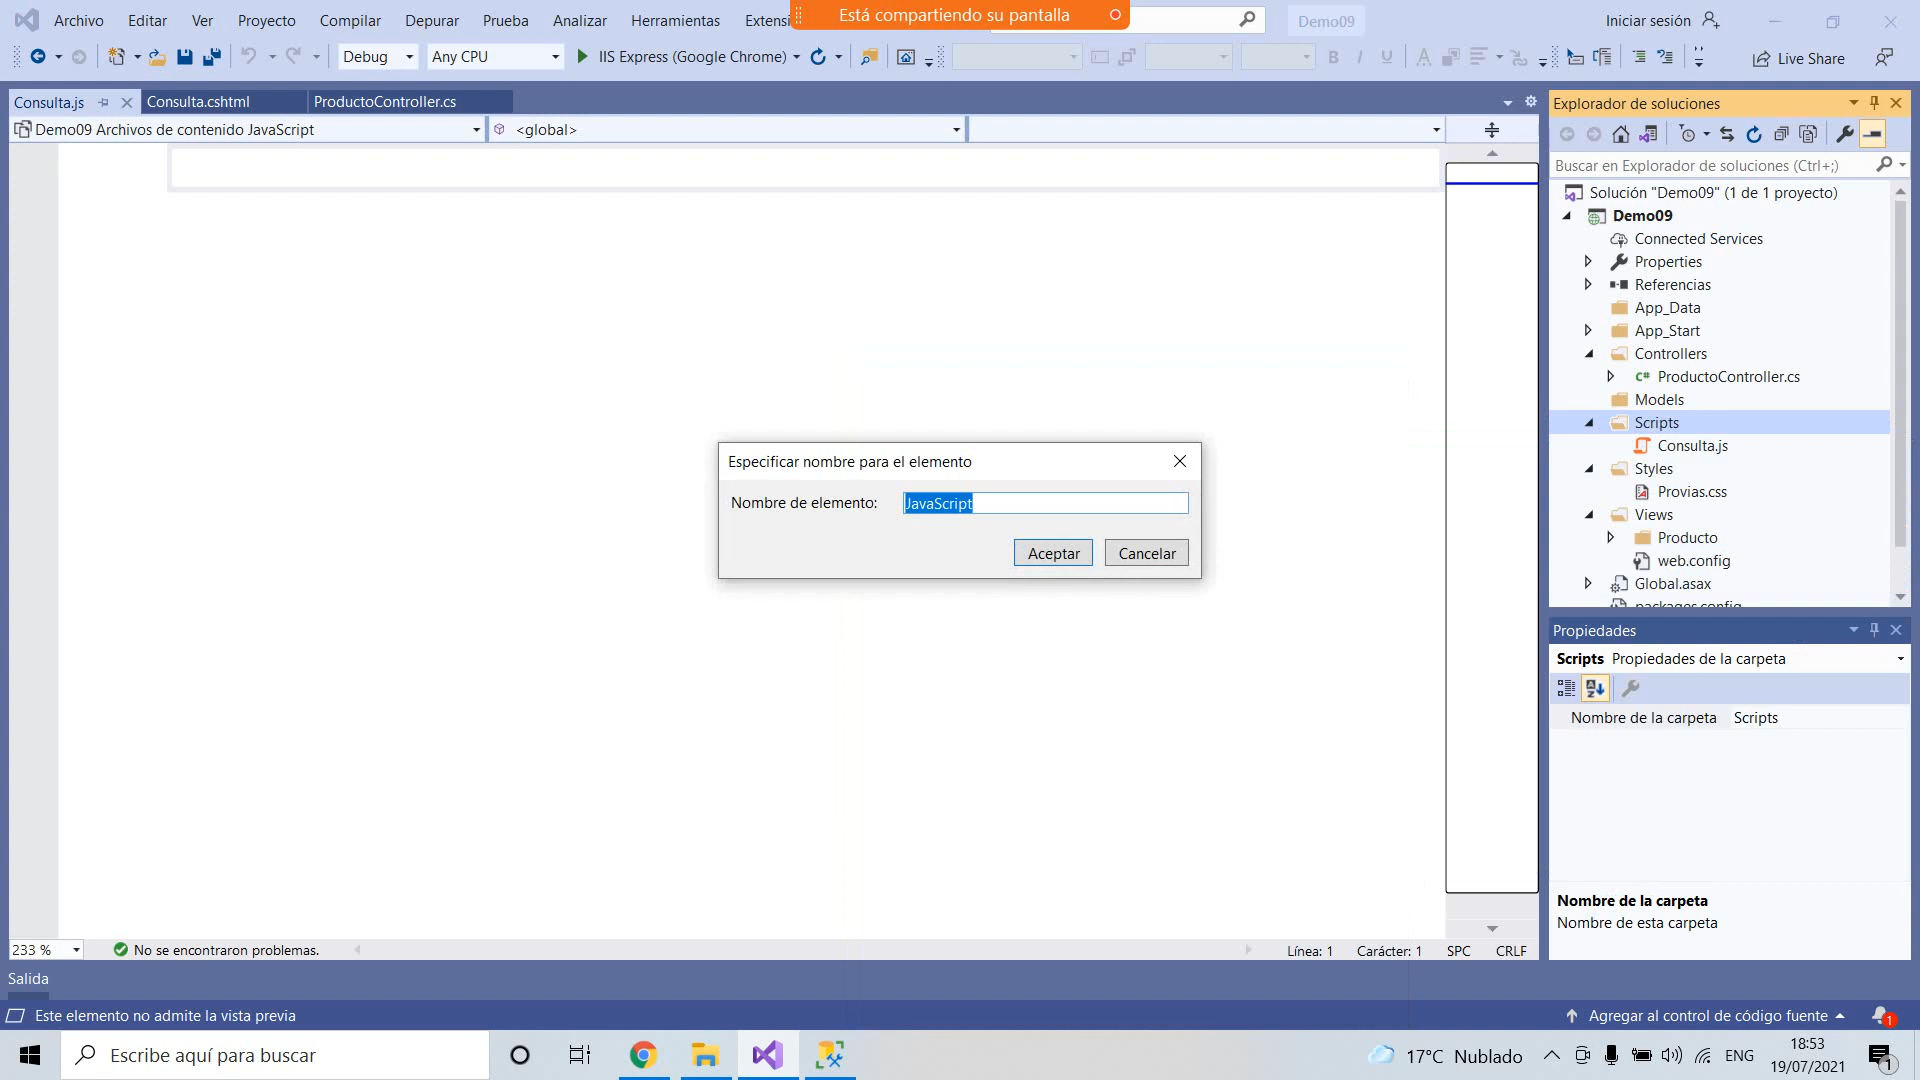 Archivo Editar Ver Proyecto Compilar Depurar Prueba Analizar Herramientas
Está compartiendo su pantalla
Demo09
Iniciar sesión
Debug
Any CPU
IIS Express (Google Chrome)
Live Share
Consulta.js
Consulta.cshtml
ProductoController.cs
Demo09 Archivos de contenido JavaScript
<global>
Especificar nombre para el elemento
Nombre de elemento:
JavaScript
Aceptar
Cancelar
Explorador de soluciones
Buscar en Explorador de soluciones (Ctrl+;)
Solución "Demo09" (1 de 1 proyecto)
Demo09
Connected Services
Properties
Referencias
App_Data
App_Start
Controllers
C# ProductoController.cs
Models
Scripts
Consulta.js
Styles
Provias.css
Views
Producto
web.config
Global.asax
packages.config
Propiedades
Scripts Propiedades de la carpeta
Nombre de la carpeta Scripts
Nombre de la carpeta
Nombre de esta carpeta
233 %
No se encontraron problemas.
Línea: 1 Carácter: 1 SPC CRLF
Salida
Este elemento no admite la vista previa
Agregar al control de código fuente
1
Escribe aquí para buscar
17°C Nublado
ENG
18:53
19/07/2021
1